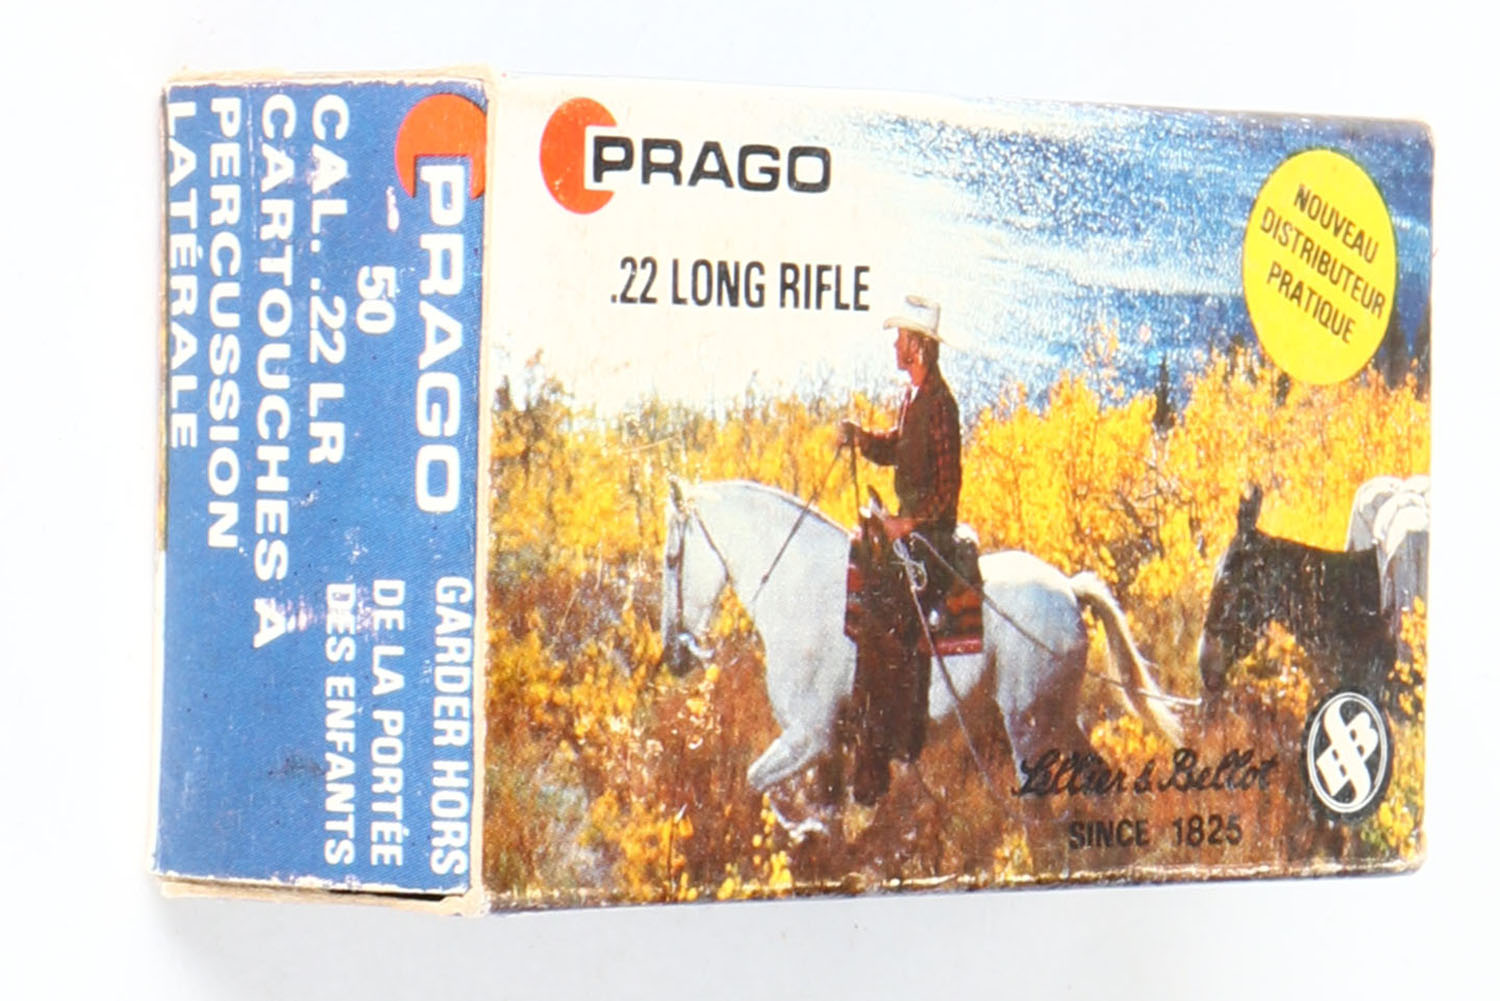 PRAGO
.22 LONG RIFLE
NOUVEAU
DISTRIBUTEUR
PRATIQUE
Sellier & Bellot
SINCE 1825
SB
PRAGO
50
CAL. .22 LR
CARTOUCHES À
PERCUSSION
LATÉRALE
GARDER HORS
DE LA PORTÉE
DES ENFANTS